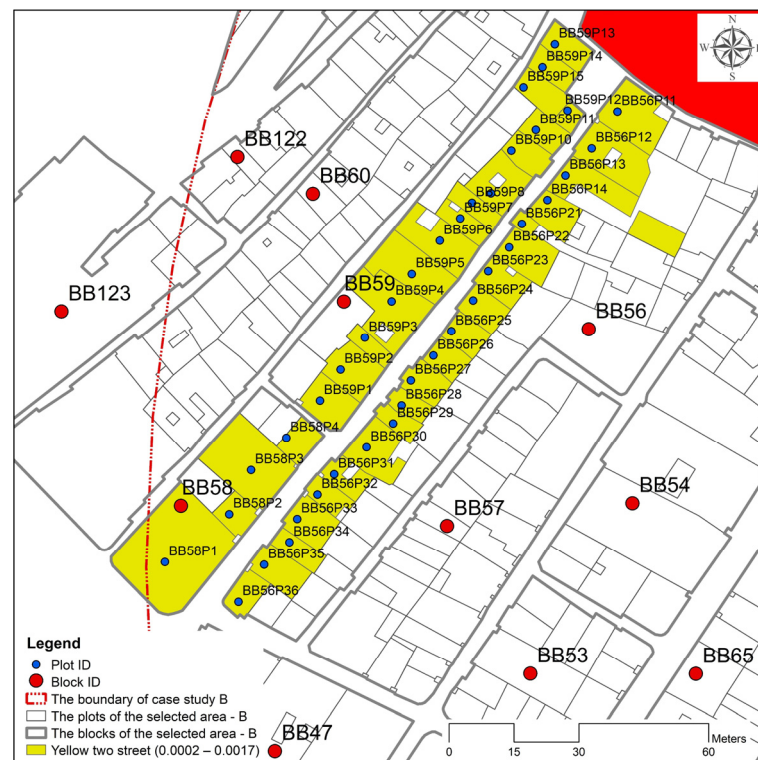 BB59P13
N
BB59P14
W
E
S
BB59P15
BB59P12
BB56P11
BB59P11
BB59P10
BB56P12
BB122
BB56P13
BB60
BB59P8
BB56P14
BB59P7
BB56P21
BB59P6
BB56P22
BB59P5
BB56P23
BB123
BB59
BB59P4
BB56P24
BB56
BB59P3
BB56P25
BB56P26
BB59P2
BB56P27
BB59P1
BB56P28
BB56P29
BB58P4
BB56P30
BB58P3
BB56P31
BB58
BB56P32
BB57
BB54
BB58P2
BB56P33
BB56P34
BB58P1
BB56P35
BB56P36
BB53
BB65
Legend
Plot ID
Block ID
The boundary of case study B
The plots of the selected area - B
The blocks of the selected area - B
Yellow two street (0.0002 – 0.0017)
BB47
Meters
0 15 30 60